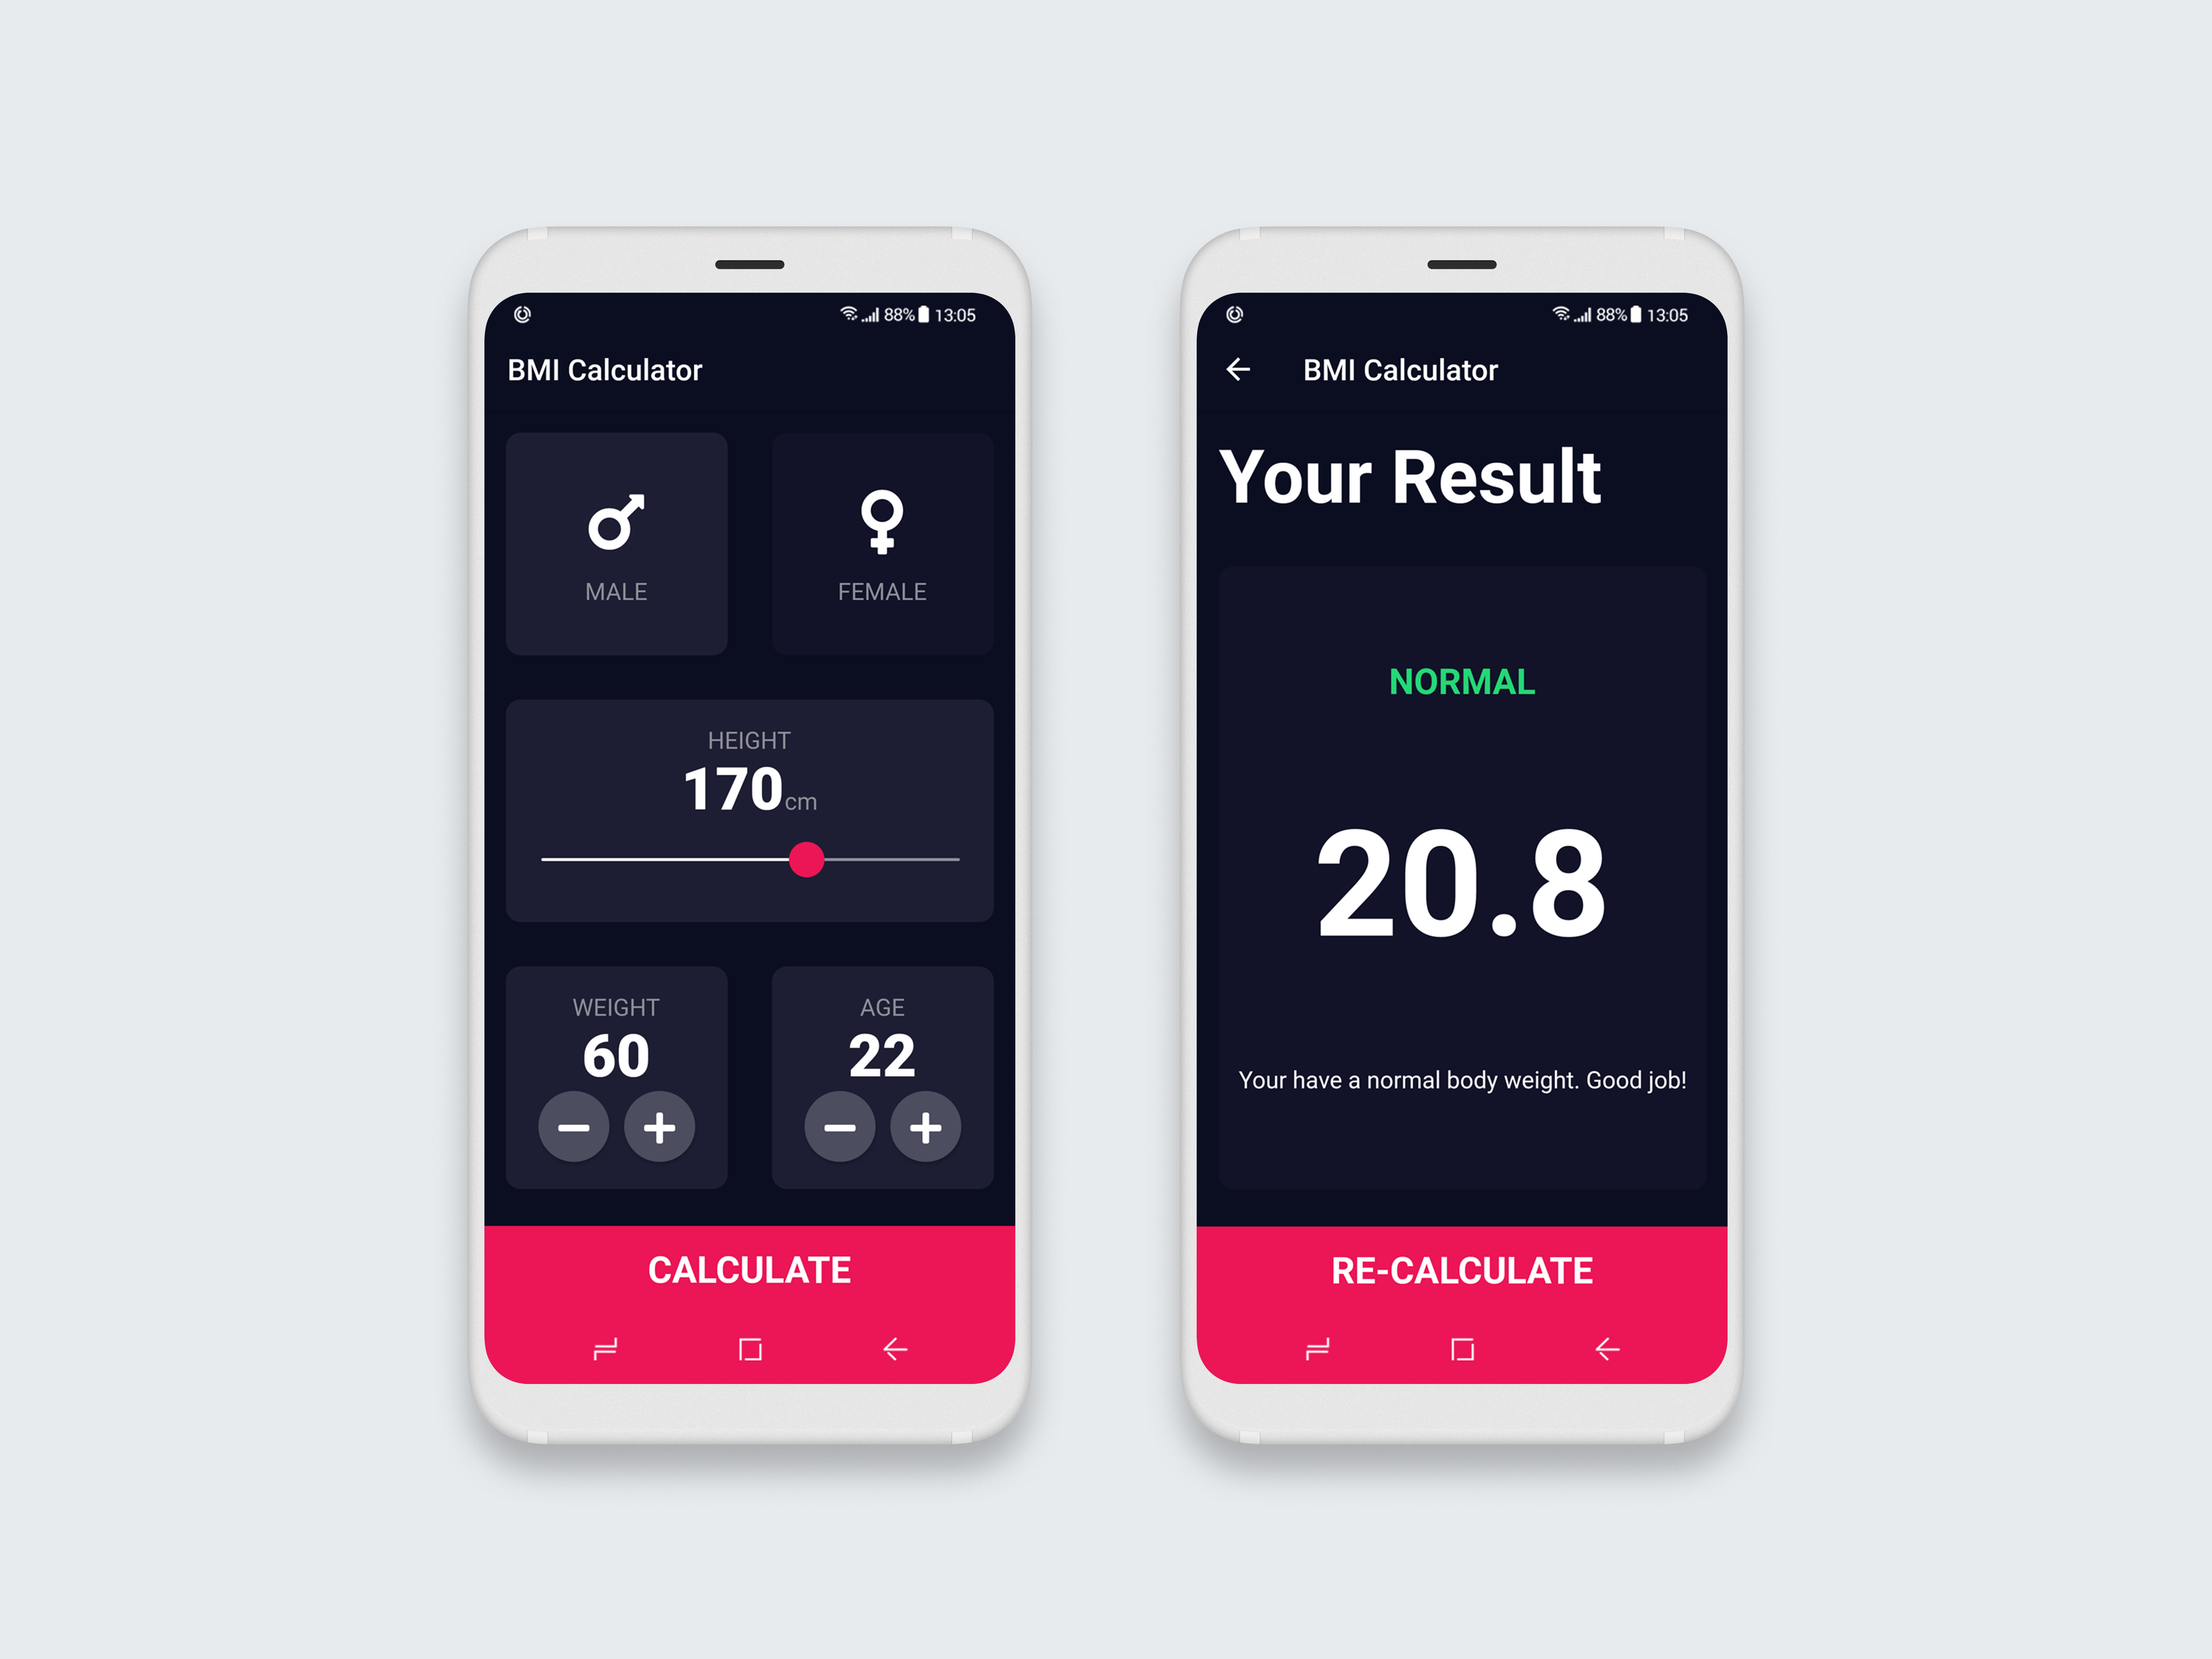 88% 13:05
BMI Calculator
MALE
FEMALE
HEIGHT
170cm
WEIGHT
60
AGE
22
CALCULATE
88% 13:05
BMI Calculator
Your Result
NORMAL
20.8
Your have a normal body weight. Good job!
RE-CALCULATE